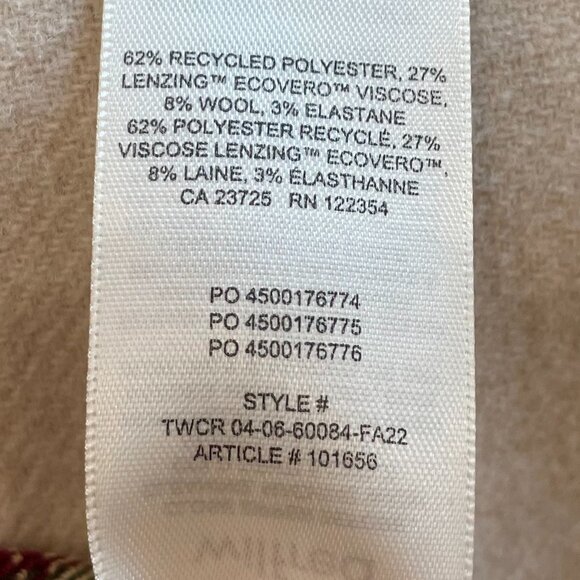 62% RECYCLED POLYESTER, 27%
LENZING™ ECOVERO™ VISCOSE,
8% WOOL, 3% ELASTANE
62% POLYESTER RECYCLÉ, 27%
VISCOSE LENZING™ ECOVERO™,
8% LAINE, 3% ÉLASTHANNE
CA 23725 RN 122354
PO 4500176774
PO 4500176775
PO 4500176776
STYLE #
TWCR 04-06-60084-FA22
ARTICLE # 101656